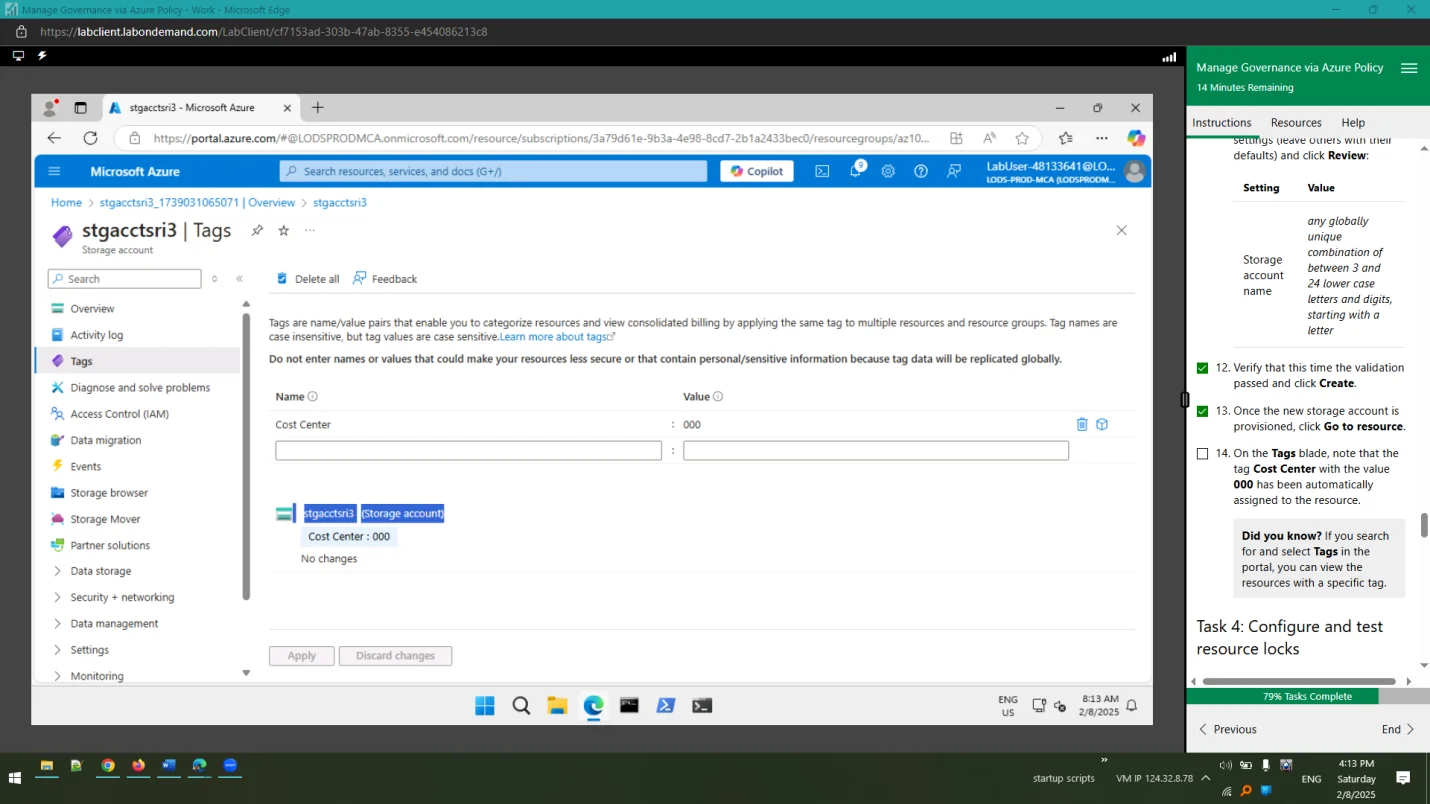 Manage Governance via Azure Policy - Work - Microsoft Edge
https://labclient.labondemand.com/LabClient/cf7153ad-303b-47ab-8355-e454086213c8
stgacctsri3 - Microsoft Azure
https://portal.azure.com/#@LODSPRODMCA.onmicrosoft.com/resource/subscriptions/3a79d61e-9b3a-4e98-8cd7-2b1a2433bec0/resourcegroups/az10...
Microsoft Azure
Search resources, services, and docs (G+/)
Copilot
9
LabUser-48133641@LO...
LODS-PROD-MCA (LODSPRODM...
Home > stgacctsri3_1739031065071 | Overview > stgacctsri3
stgacctsri3 | Tags
Storage account
Search
Overview
Activity log
Tags
Diagnose and solve problems
Access Control (IAM)
Data migration
Events
Storage browser
Storage Mover
Partner solutions
Data storage
Security + networking
Data management
Settings
Monitoring
Delete all
Feedback
Tags are name/value pairs that enable you to categorize resources and view consolidated billing by applying the same tag to multiple resources and resource groups. Tag names are
case insensitive, but tag values are case sensitive. Learn more about tags
Do not enter names or values that could make your resources less secure or that contain personal/sensitive information because tag data will be replicated globally.
Name Value
Cost Center : 000
:
stgacctsri3 (Storage account)
Cost Center : 000
No changes
Apply Discard changes
ENG
US
8:13 AM
2/8/2025
Manage Governance via Azure Policy
14 Minutes Remaining
Instructions Resources Help
settings (leave others with their
defaults) and click Review:
Setting Value
Storage
account
name
any globally
unique
combination of
between 3 and
24 lower case
letters and digits,
starting with a
letter
12. Verify that this time the validation
passed and click Create.
13. Once the new storage account is
provisioned, click Go to resource.
14. On the Tags blade, note that the
tag Cost Center with the value
000 has been automatically
assigned to the resource.
Did you know? If you search
for and select Tags in the
portal, you can view the
resources with a specific tag.
Task 4: Configure and test
resource locks
79% Tasks Complete
Previous End
startup scripts
VM IP 124.32.8.78
ENG
4:13 PM
Saturday
2/8/2025